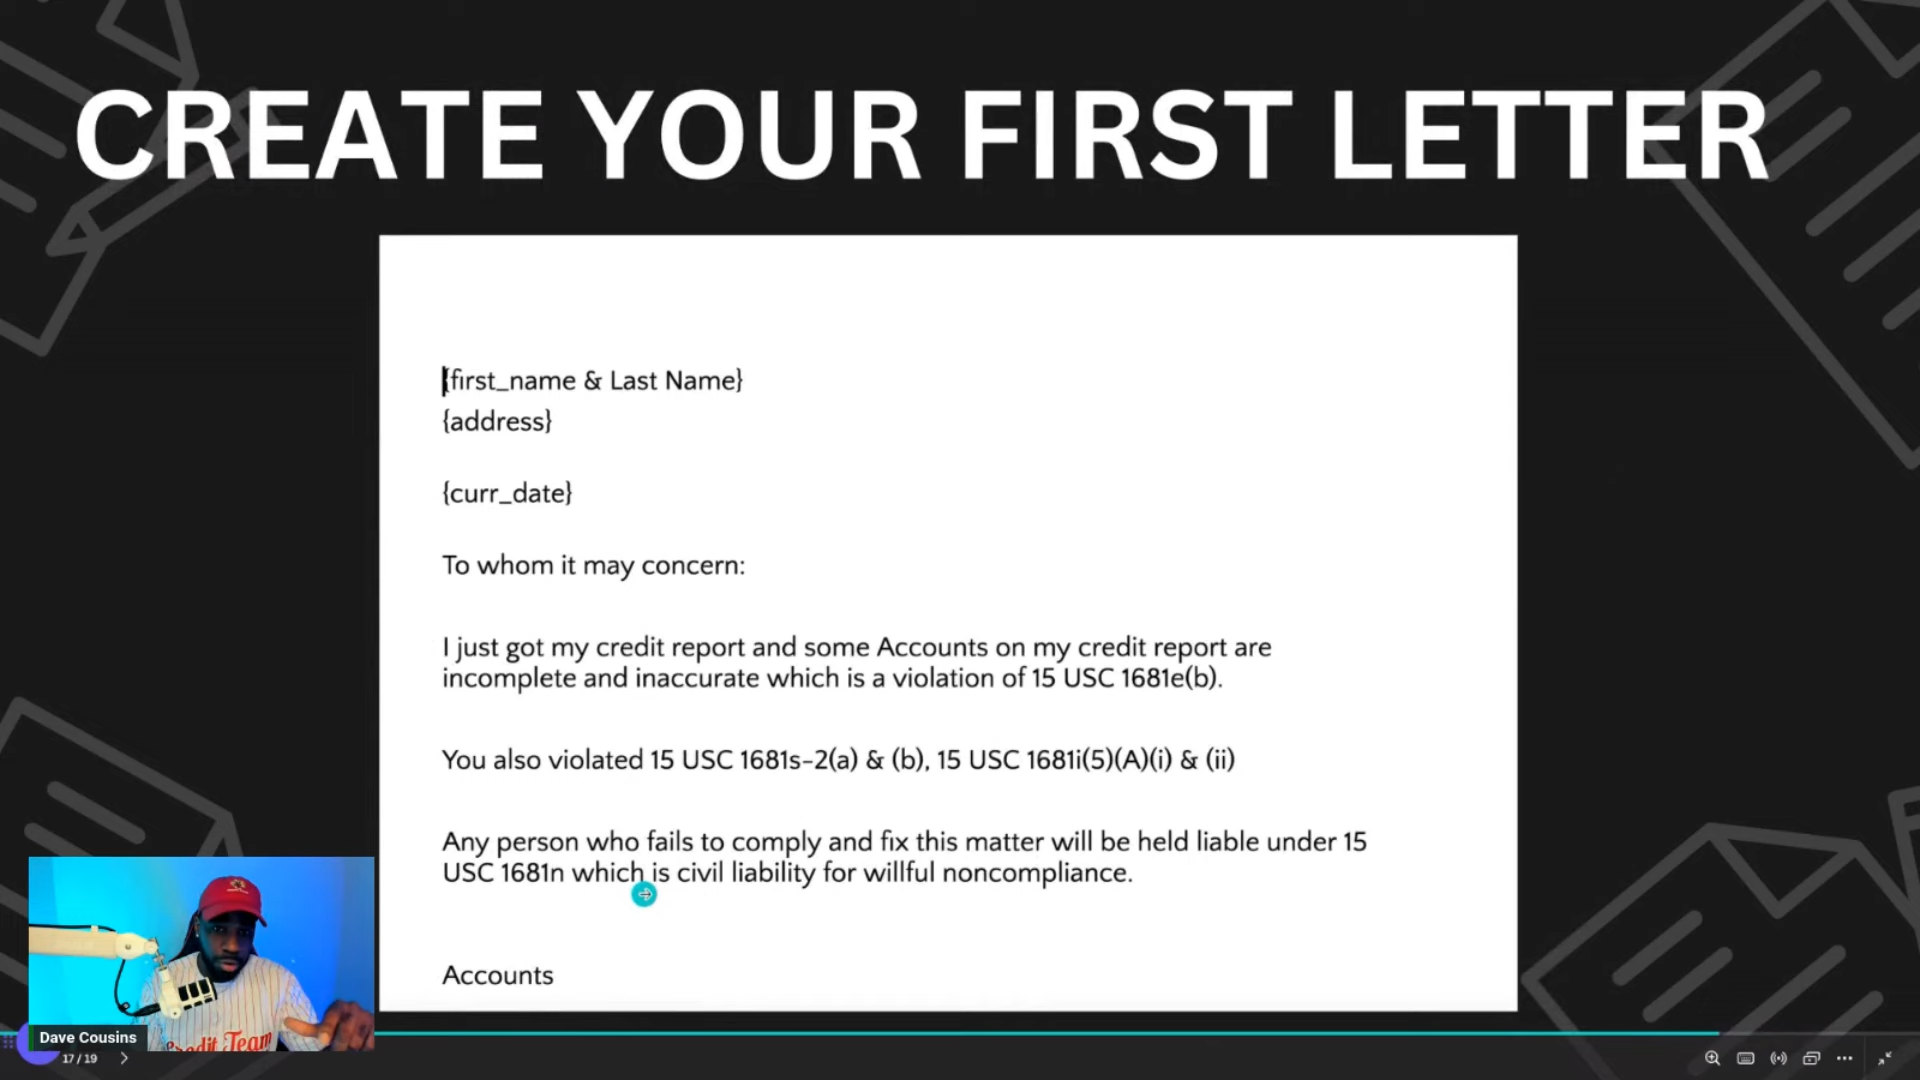 CREATE YOUR FIRST LETTER
{first_name & Last Name}
{address}
{curr_date}
To whom it may concern:
I just got my credit report and some Accounts on my credit report are
incomplete and inaccurate which is a violation of 15 USC 1681e(b).
You also violated 15 USC 1681s-2(a) & (b), 15 USC 1681i(5)(A)(i) & (ii)
Any person who fails to comply and fix this matter will be held liable under 15
USC 1681n which is civil liability for willful noncompliance.
Accounts
Credit Team
Dave Cousins
17 / 19